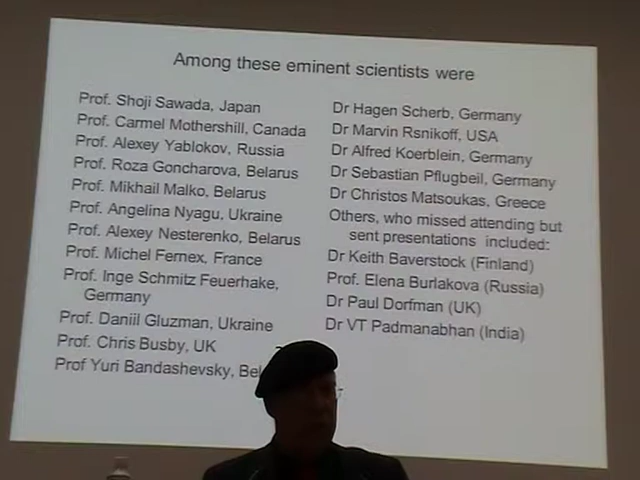 Among these eminent scientists were
Prof. Shoji Sawada, Japan
Prof. Carmel Mothershill, Canada
Prof. Alexey Yablokov, Russia
Prof. Roza Goncharova, Belarus
Prof. Mikhail Malko, Belarus
Prof. Angelina Nyagu, Ukraine
Prof. Alexey Nesterenko, Belarus
Prof. Michel Fernex, France
Prof. Inge Schmitz Feuerhake,
Germany
Prof. Daniil Gluzman, Ukraine
Prof. Chris Busby, UK
Prof Yuri Bandashevsky, Bel
Dr Hagen Scherb, Germany
Dr Marvin Rsnikoff, USA
Dr Alfred Koerblein, Germany
Dr Sebastian Pflugbeil, Germany
Dr Christos Matsoukas, Greece
Others, who missed attending but
sent presentations included:
Dr Keith Baverstock (Finland)
Prof. Elena Burlakova (Russia)
Dr Paul Dorfman (UK)
Dr VT Padmanabhan (India)